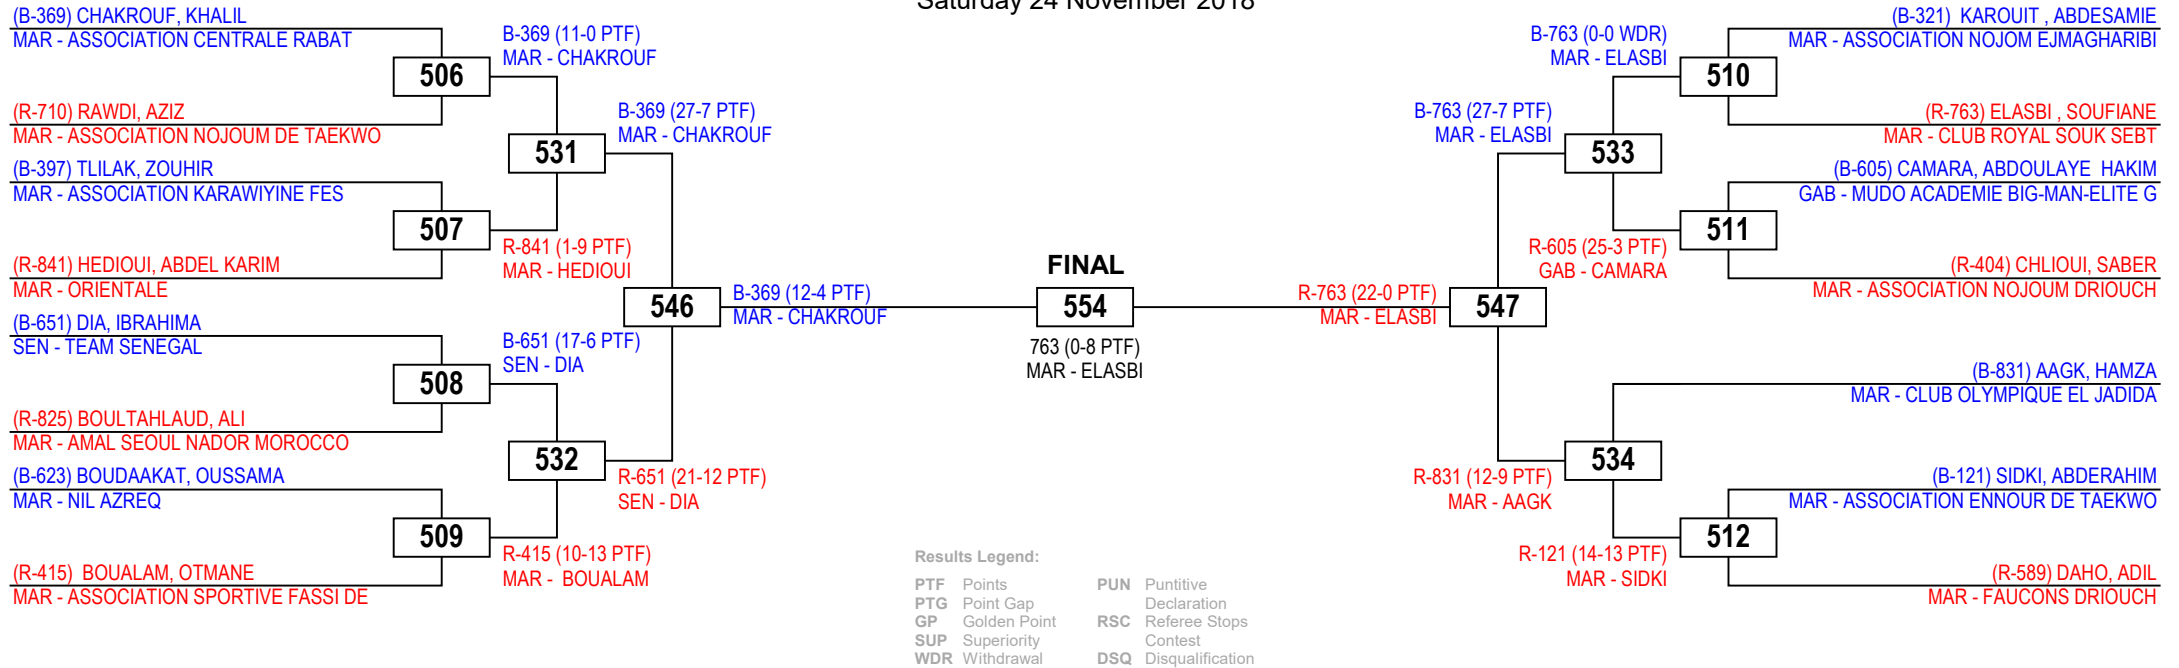 Saturday 24 November 2018
(B-369) CHAKROUF, KHALIL
MAR - ASSOCIATION CENTRALE RABAT
506
(R-710) RAWDI, AZIZ
MAR - ASSOCIATION NOJOUM DE TAEKWO
(B-397) TLILAK, ZOUHIR
MAR - ASSOCIATION KARAWIYINE FES
507
(R-841) HEDIOUI, ABDEL KARIM
MAR - ORIENTALE
(B-651) DIA, IBRAHIMA
SEN - TEAM SENEGAL
508
(R-825) BOULTAHLAUD, ALI
MAR - AMAL SEOUL NADOR MOROCCO
(B-623) BOUDAAKAT, OUSSAMA
MAR - NIL AZREQ
509
(R-415)  BOUALAM, OTMANE
MAR - ASSOCIATION SPORTIVE FASSI DE
B-369 (11-0 PTF)
MAR - CHAKROUF
531
R-841 (1-9 PTF)
MAR - HEDIOUI
B-651 (17-6 PTF)
SEN - DIA
532
R-415 (10-13 PTF)
MAR -  BOUALAM
B-369 (27-7 PTF)
MAR - CHAKROUF
546
R-651 (21-12 PTF)
SEN - DIA
B-369 (12-4 PTF)
MAR - CHAKROUF
FINAL
554
763 (0-8 PTF)
MAR - ELASBI
R-763 (22-0 PTF)
MAR - ELASBI
547
B-763 (27-7 PTF)
MAR - ELASBI
R-831 (12-9 PTF)
MAR - AAGK
B-763 (0-0 WDR)
MAR - ELASBI
533
R-605 (25-3 PTF)
GAB - CAMARA
534
R-121 (14-13 PTF)
MAR - SIDKI
(B-321)  KAROUIT , ABDESAMIE
MAR - ASSOCIATION NOJOM EJMAGHARIBI
510
(R-763) ELASBI , SOUFIANE
MAR - CLUB ROYAL SOUK SEBT
(B-605) CAMARA, ABDOULAYE  HAKIM
GAB - MUDO ACADEMIE BIG-MAN-ELITE G
511
(R-404) CHLIOUI, SABER
MAR - ASSOCIATION NOJOUM DRIOUCH
(B-831) AAGK, HAMZA
MAR - CLUB OLYMPIQUE EL JADIDA
(B-121) SIDKI, ABDERAHIM
MAR - ASSOCIATION ENNOUR DE TAEKWO
512
(R-589) DAHO, ADIL
MAR - FAUCONS DRIOUCH
Results Legend:
PTF Points
PTG Point Gap
GP Golden Point
SUP Superiority
WDR Withdrawal
PUN Puntitive
Declaration
RSC Referee Stops
Contest
DSQ Disqualification